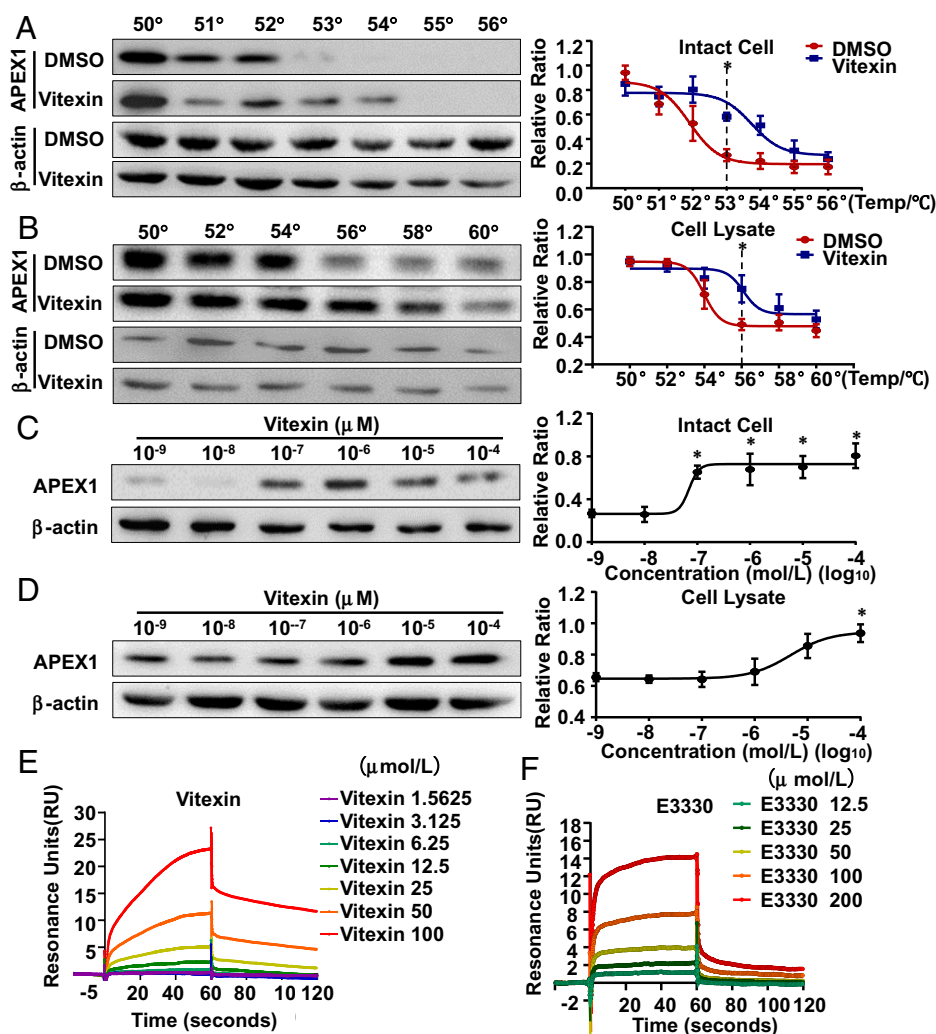 A
50° 51° 52° 53° 54° 55° 56°
APEX1
DMSO
Vitexin
β-actin
DMSO
Vitexin
Intact Cell
DMSO
Vitexin
*
Relative Ratio
1.2
1.0
0.8
0.6
0.4
0.2
0.0
50° 51° 52° 53° 54° 55° 56° (Temp/℃)
B
50° 52° 54° 56° 58° 60°
APEX1
DMSO
Vitexin
β-actin
DMSO
Vitexin
Cell Lysate
DMSO
Vitexin
*
Relative Ratio
1.2
1.0
0.8
0.6
0.4
0.2
50° 52° 54° 56° 58° 60° (Temp/℃)
C
Vitexin (μM)
10-9 10-8 10-7 10-6 10-5 10-4
APEX1
β-actin
Intact Cell
* * * *
Relative Ratio
1.2
0.8
0.4
0.0
-9 -8 -7 -6 -5 -4
Concentration (mol/L) (log10)
D
Vitexin (μM)
10-9 10-8 10--7 10-6 10-5 10-4
APEX1
β-actin
Cell Lysate
*
Relative Ratio
1.2
1.0
0.8
0.6
0.4
-9 -8 -7 -6 -5 -4
Concentration (mol/L) (log10)
E
(μmol/L)
Vitexin
Resonance Units(RU)
30
25
20
15
10
5
-5 20 40 60 80 10 120
Time (seconds)
Vitexin 1.5625
Vitexin 3.125
Vitexin 6.25
Vitexin 12.5
Vitexin 25
Vitexin 50
Vitexin 100
F
(μ mol/L)
E3330
Resonance Units(RU)
18
16
14
12
10
8
6
4
2
-2
20 40 60 80 100 120
Time (seconds)
E3330 12.5
E3330 25
E3330 50
E3330 100
E3330 200